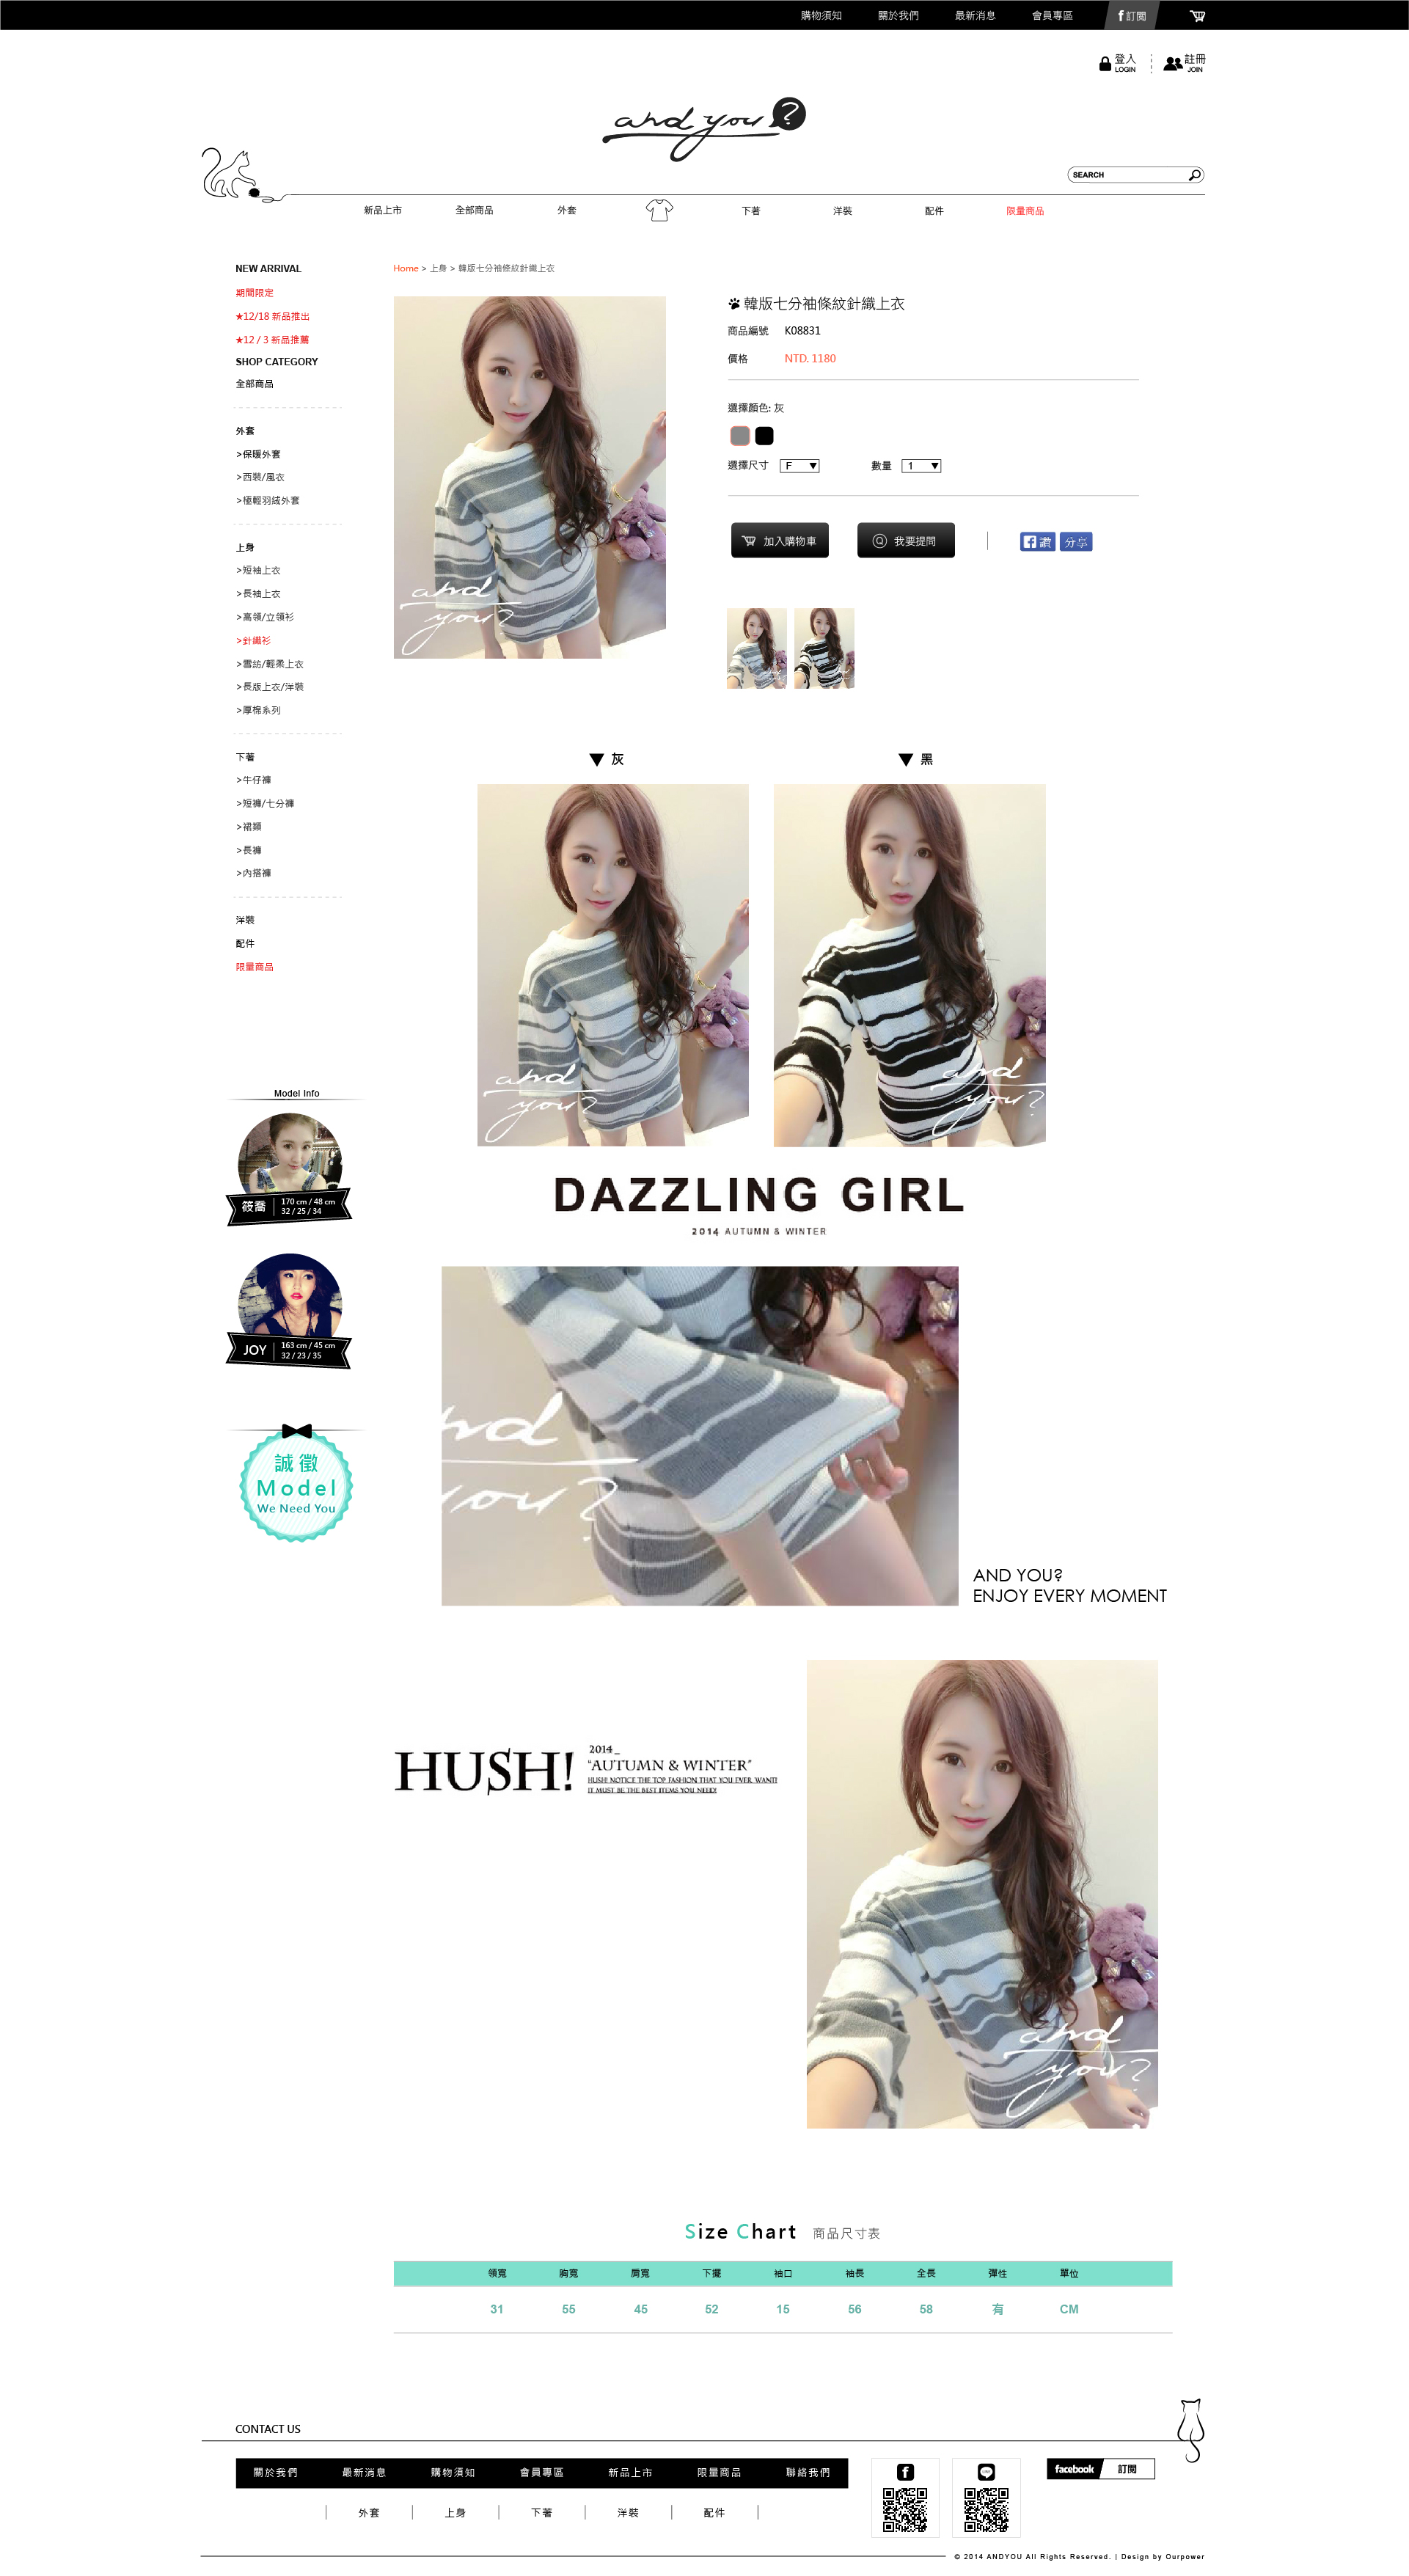 購物須知 關於我們 最新消息 會員專區 f 訂閱
登入 註冊
LOGIN JOIN
and you?
SEARCH
新品上市 全部商品 外套 下著 洋裝 配件 限量商品
NEW ARRIVAL
期間限定
★12/18 新品推出
★12 / 3 新品推薦
SHOP CATEGORY
全部商品
外套
>保暖外套
>西裝/風衣
>極輕羽絨外套
上身
>短袖上衣
>長袖上衣
>高領/立領衫
>針織衫
>雪紡/輕柔上衣
>長版上衣/洋裝
>厚棉系列
下著
>牛仔褲
>短褲/七分褲
>裙類
>長褲
>內搭褲
洋裝
配件
限量商品
Model Info
筱喬
170 cm / 48 cm
32 / 25 / 34
JOY
163 cm / 45 cm
32 / 23 / 35
誠徵
Model
We Need You
Home > 上身 > 韓版七分袖條紋針織上衣
and you?
韓版七分袖條紋針織上衣
商品編號 K08831
價格 NTD. 1180
選擇顏色: 灰
選擇尺寸 F ▼ 數量 1 ▼
加入購物車 我要提問 讚 分享
▼ 灰 ▼ 黑
and and
you? you?
DAZZLING GIRL
2014 AUTUMN & WINTER
and
you?
AND YOU?
ENJOY EVERY MOMENT
HUSH!
2014_
“AUTUMN & WINTER”
HUSH! NOTICE THE TOP FASHION THAT YOU EVER WANT!
IT MUST BE THE BEST ITEMS YOU NEED!
and
you?
Size Chart 商品尺寸表
領寬 胸寬 肩寬 下擺 袖口 袖長 全長 彈性 單位
31 55 45 52 15 56 58 有 CM
CONTACT US
關於我們 最新消息 購物須知 會員專區 新品上市 限量商品 聯絡我們
外套 上身 下著 洋裝 配件
facebook 訂閱
© 2014 ANDYOU All Rights Reserved. | Design by Ourpower